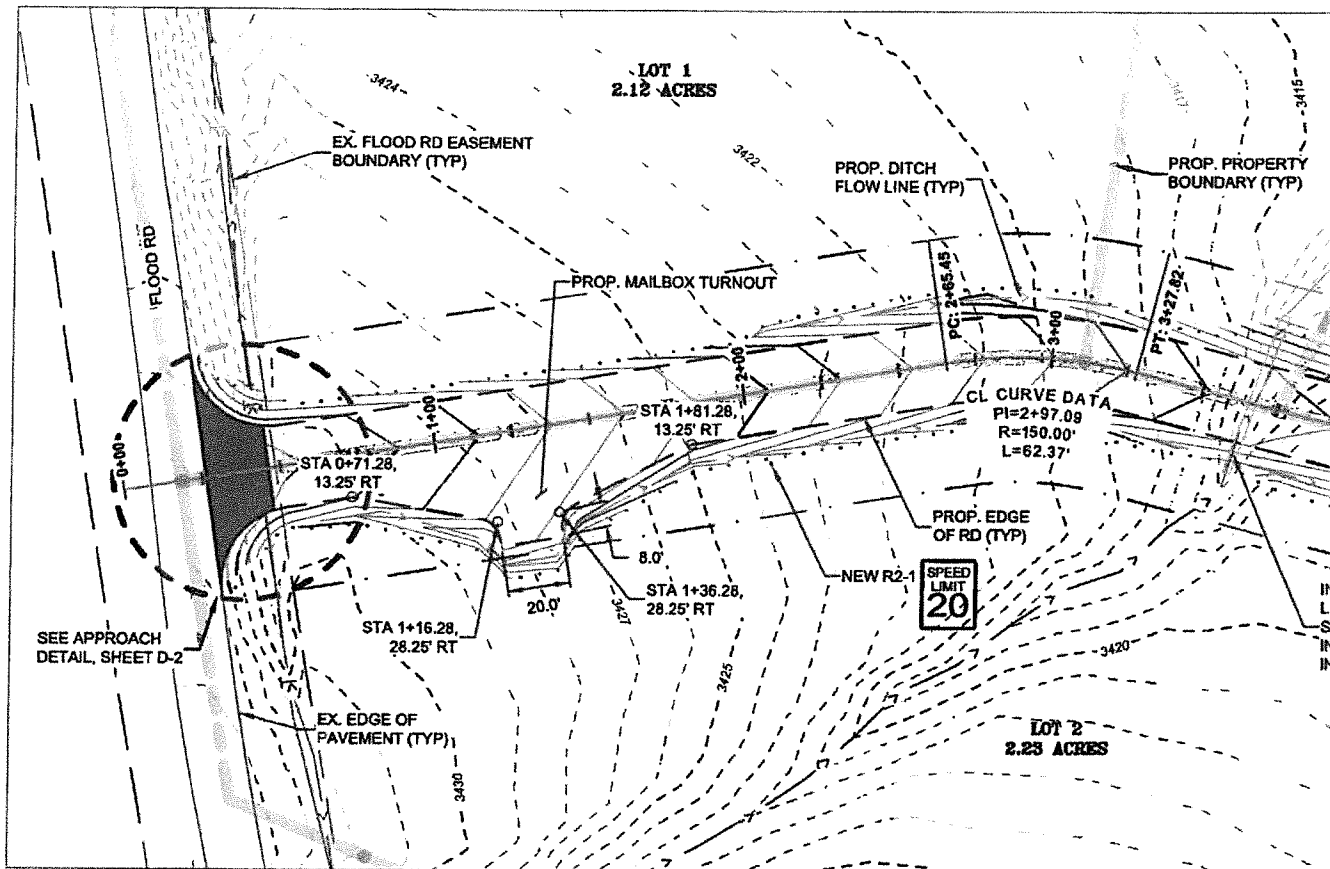 LOT 1
2.12 ACRES
3424
3422
3417
3415
EX. FLOOD RD EASEMENT
BOUNDARY (TYP)
PROP. DITCH
FLOW LINE (TYP)
PROP. PROPERTY
BOUNDARY (TYP)
FLOOD RD
PROP. MAILBOX TURNOUT
PC: 2+65.45
3+00
PT: 3+27.82
2+00
1+00
0+00
STA 1+81.28,
13.25' RT
CL CURVE DATA
PI=2+97.09
R=150.00'
L=62.37'
STA 0+71.28,
13.25' RT
PROP. EDGE
OF RD (TYP)
8.0'
NEW R2-1
SPEED
LIMIT
20
20.0'
STA 1+36.28,
28.25' RT
3427
STA 1+16.28,
28.25' RT
SEE APPROACH
DETAIL, SHEET D-2
3425
3420
EX. EDGE OF
PAVEMENT (TYP)
3430
LOT 2
2.23 ACRES